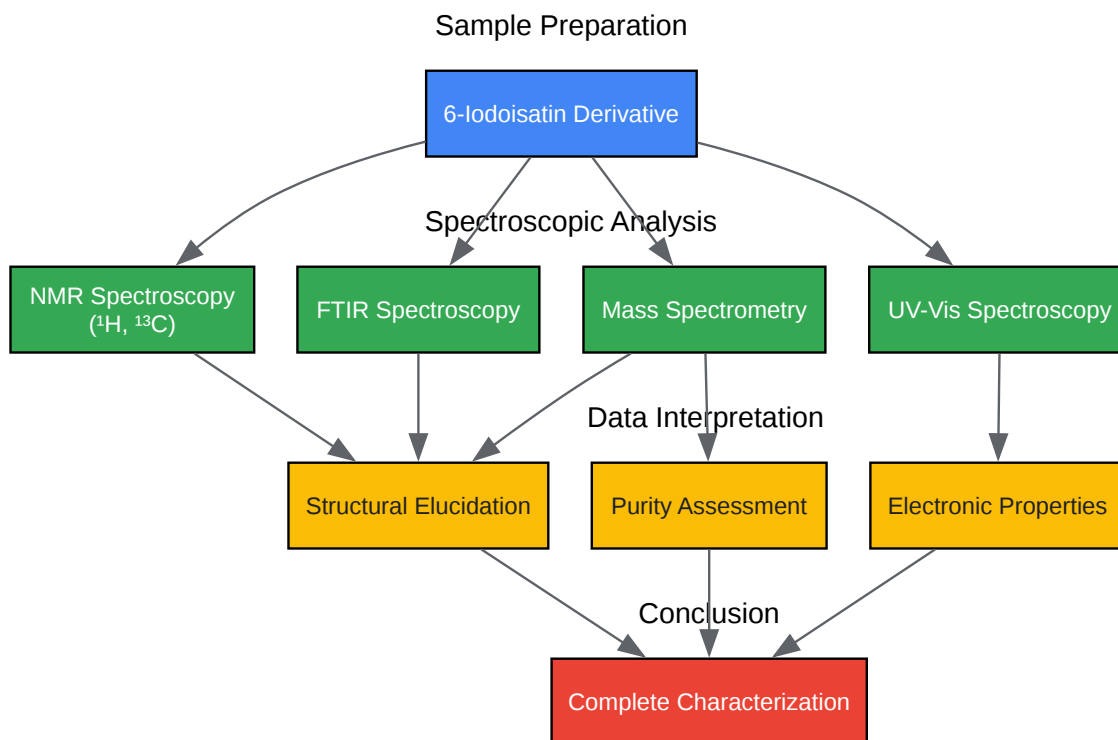 Sample Preparation
6-Iodoisatin Derivative
Spectroscopic Analysis
NMR Spectroscopy
(¹H, ¹³C)
FTIR Spectroscopy
Mass Spectrometry
UV-Vis Spectroscopy
Data Interpretation
Structural Elucidation
Purity Assessment
Electronic Properties
Conclusion
Complete Characterization